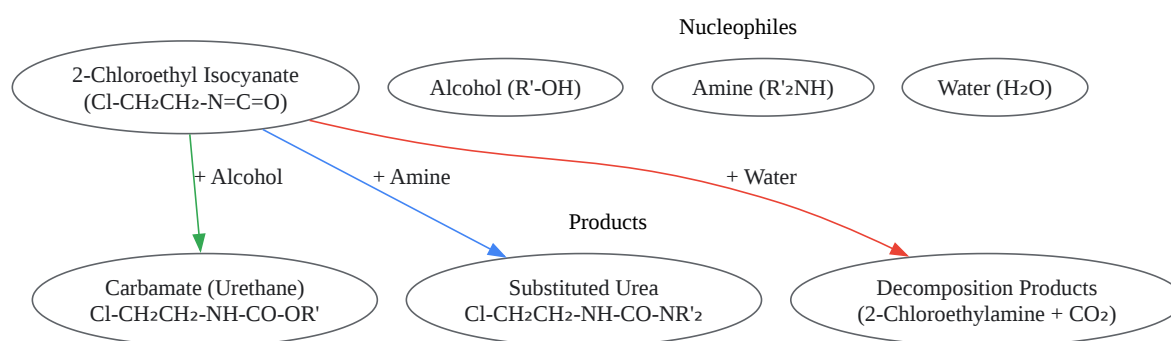 Nucleophiles
2-Chloroethyl Isocyanate
(Cl-CH₂CH₂-N=C=O)
Alcohol (R'-OH)
Amine (R'₂NH)
Water (H₂O)
+ Alcohol
+ Amine
+ Water
Products
Carbamate (Urethane)
Cl-CH₂CH₂-NH-CO-OR'
Substituted Urea
Cl-CH₂CH₂-NH-CO-NR'₂
Decomposition Products
(2-Chloroethylamine + CO₂)